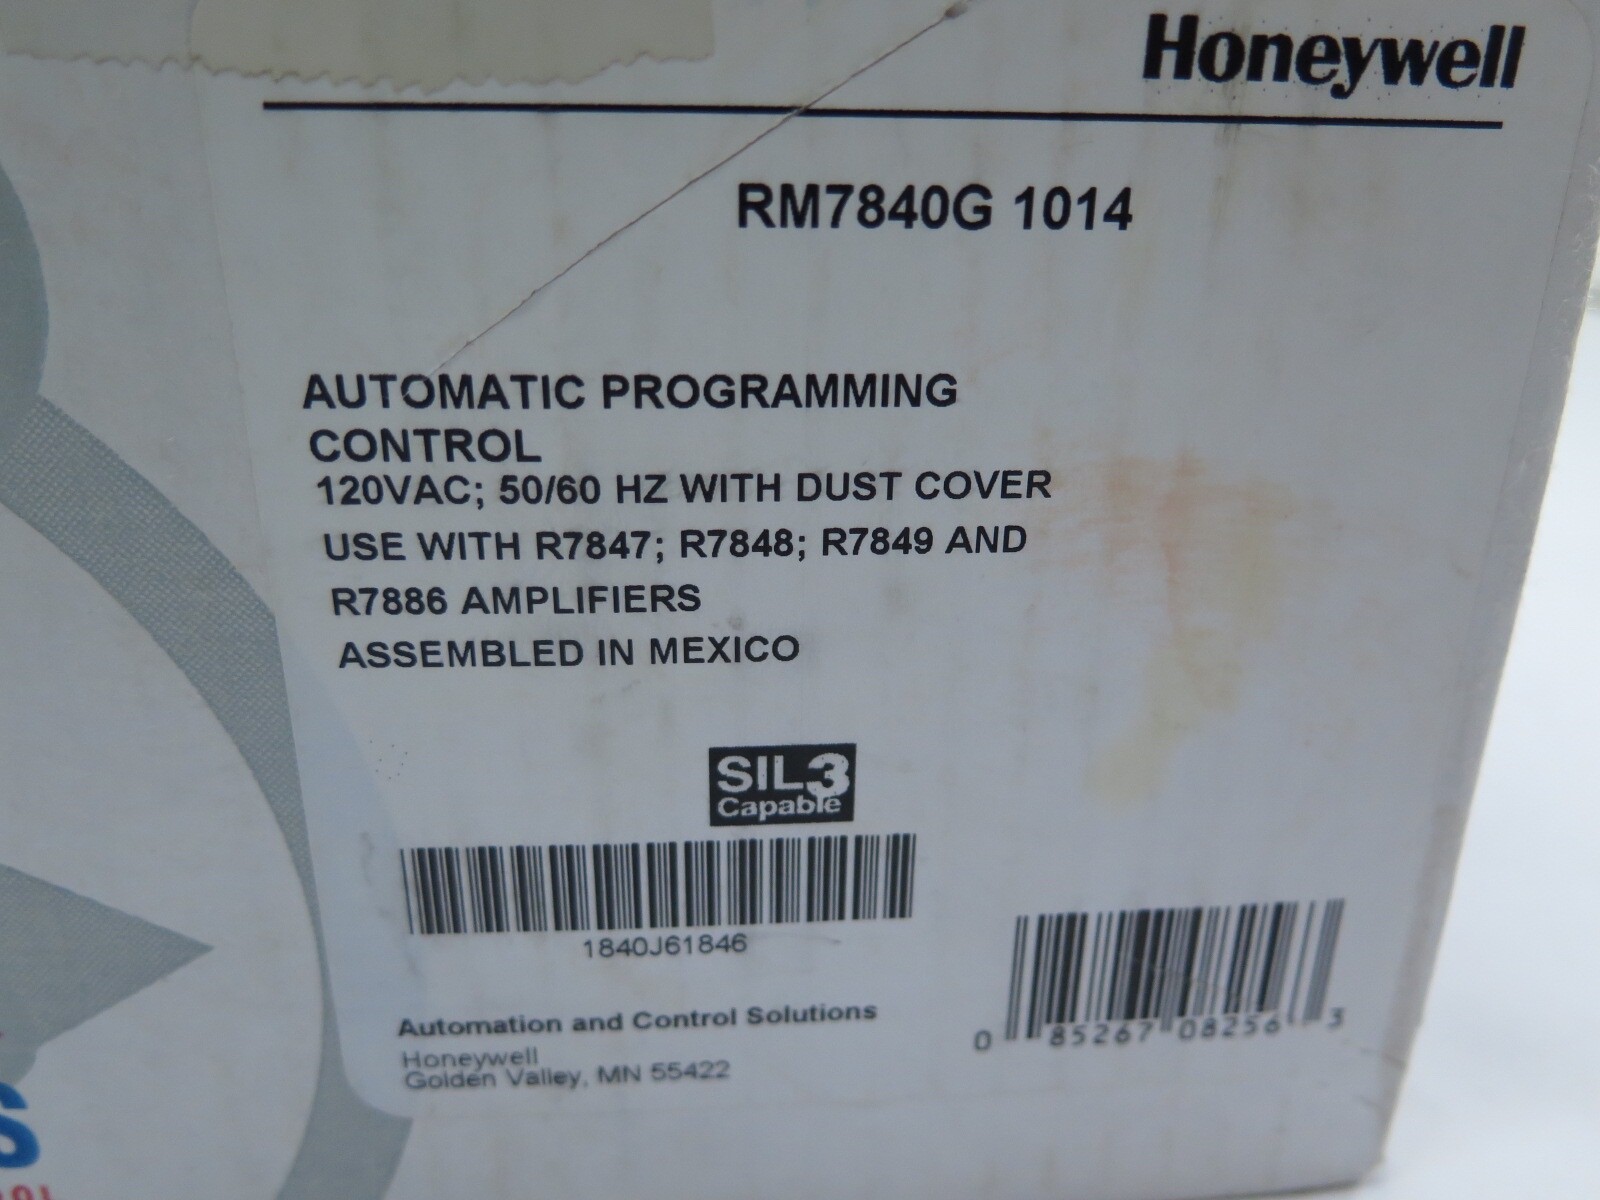 Honeywell
RM7840G 1014
AUTOMATIC PROGRAMMING
CONTROL
120VAC; 50/60 HZ WITH DUST COVER
USE WITH R7847; R7848; R7849 AND
R7886 AMPLIFIERS
ASSEMBLED IN MEXICO
SIL3
Capable
1840J61846
Automation and Control Solutions
Honeywell
Golden Valley, MN 55422
0 85267 08256 3